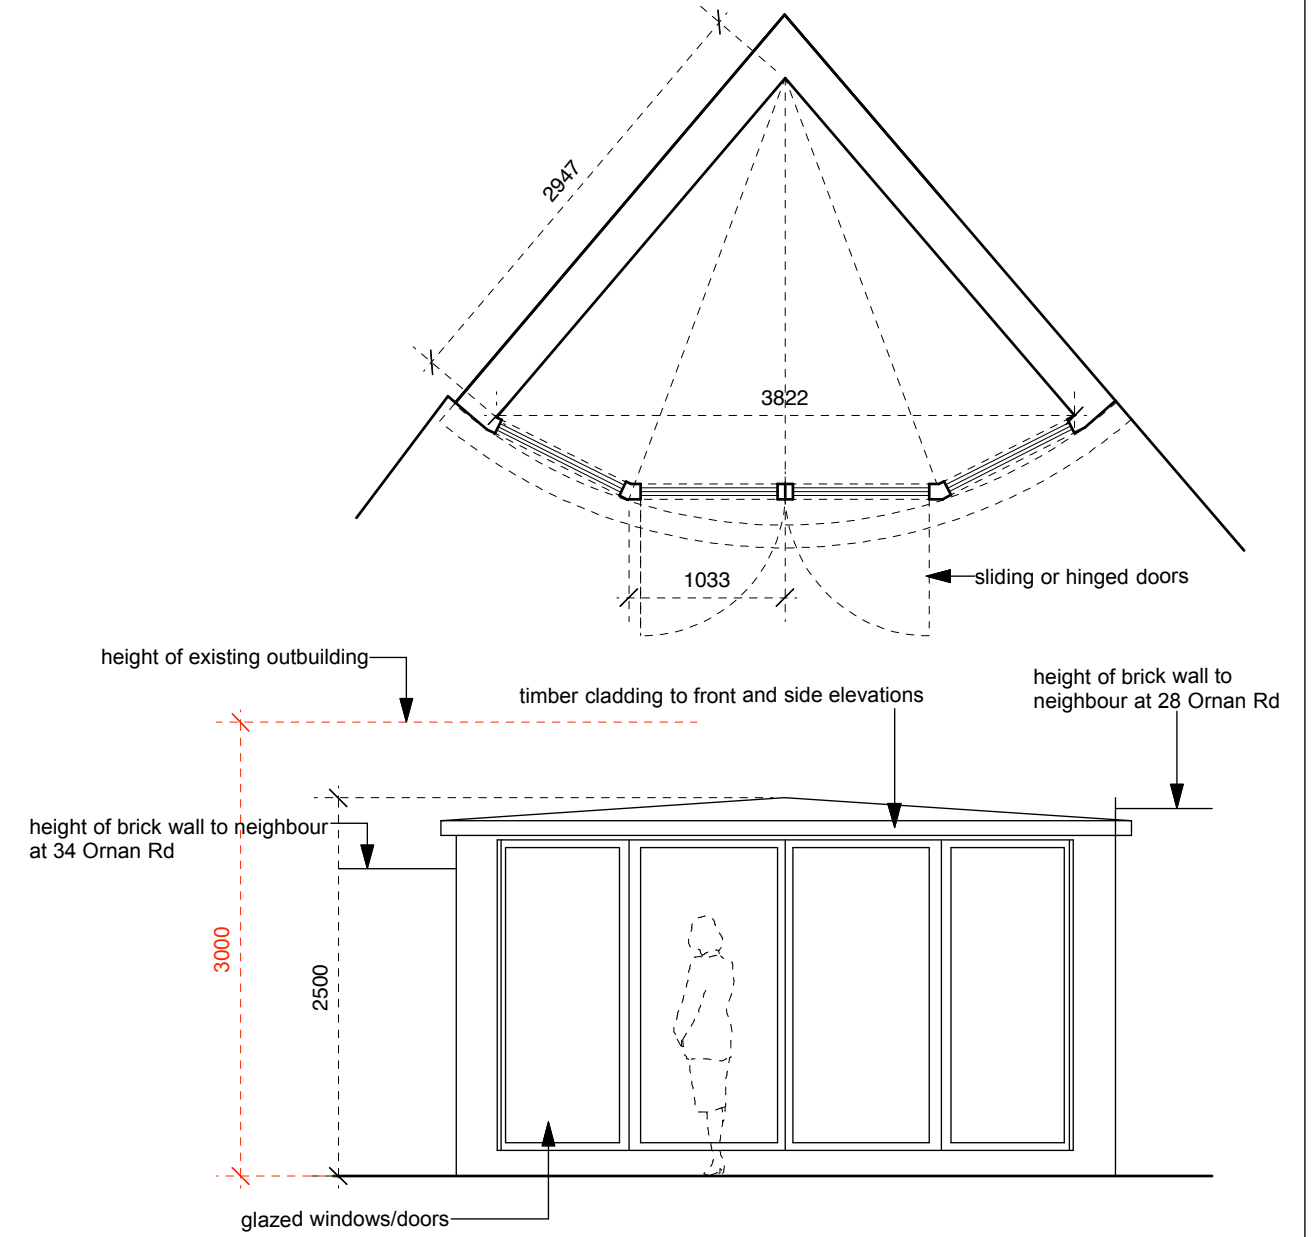 2947
3822
1033
sliding or hinged doors
height of existing outbuilding
timber cladding to front and side elevations
height of brick wall to
neighbour at 28 Ornan Rd
height of brick wall to neighbour
at 34 Ornan Rd
3000
2500
glazed windows/doors